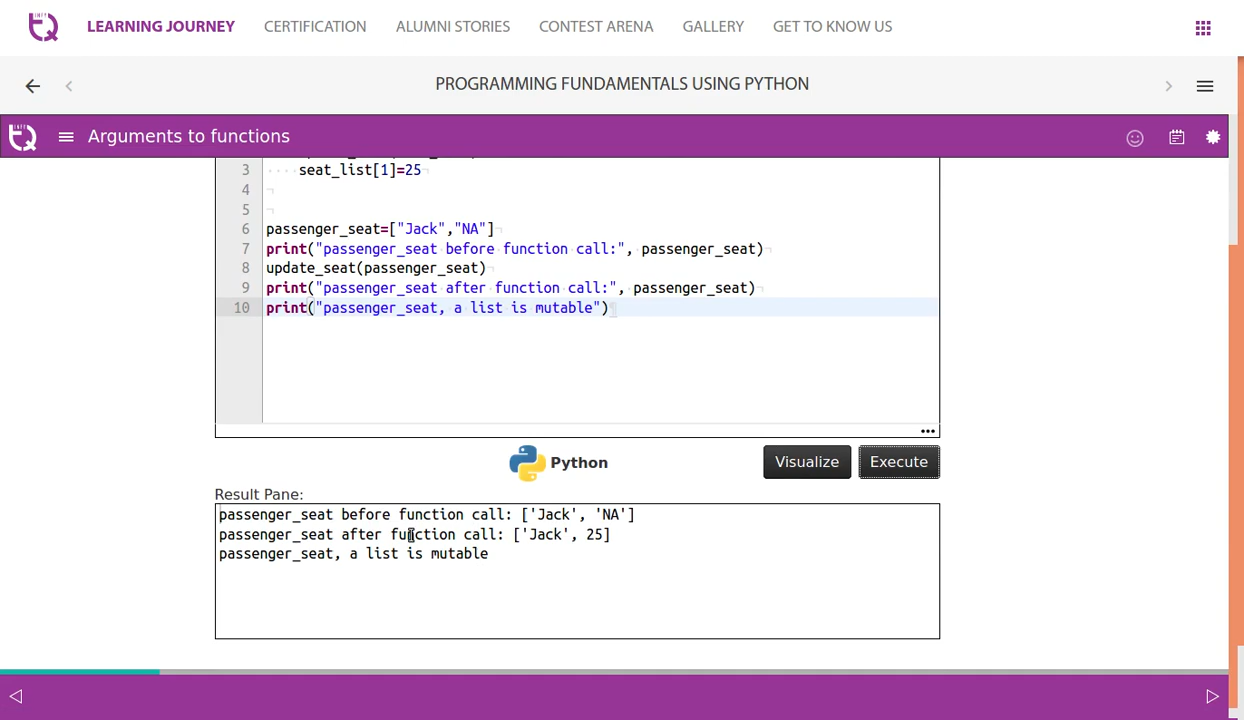 LEARNING JOURNEY CERTIFICATION ALUMNI STORIES CONTEST ARENA GALLERY GET TO KNOW US
PROGRAMMING FUNDAMENTALS USING PYTHON
Arguments to functions
3 seat_list[1]=25
4
5
6 passenger_seat=["Jack","NA"]
7 print("passenger_seat before function call:", passenger_seat)
8 update_seat(passenger_seat)
9 print("passenger_seat after function call:", passenger_seat)
10 print("passenger_seat, a list is mutable")
Python Visualize Execute
Result Pane:
passenger_seat before function call: ['Jack', 'NA']
passenger_seat after function call: ['Jack', 25]
passenger_seat, a list is mutable